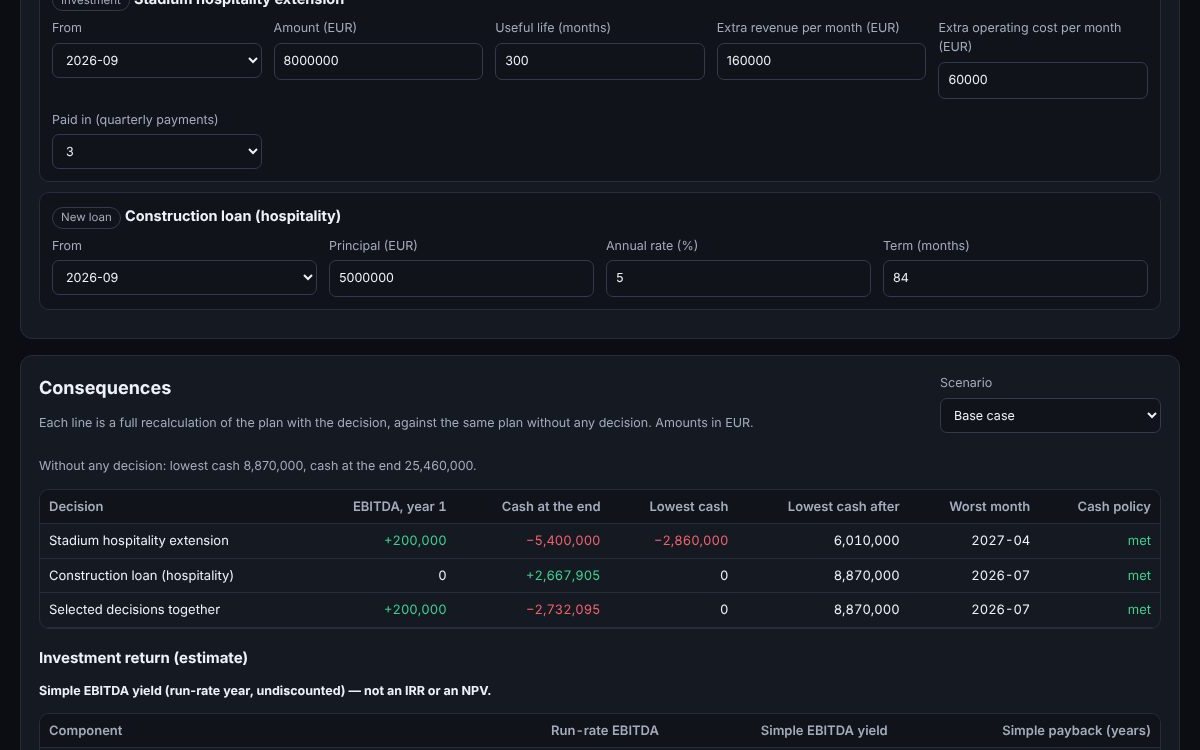 Investment Stadium hospitality extension
From Amount (EUR) Useful life (months) Extra revenue per month (EUR) Extra operating cost per month (EUR)
2026-09 8000000 300 160000 60000
Paid in (quarterly payments)
3
New loan Construction loan (hospitality)
From Principal (EUR) Annual rate (%) Term (months)
2026-09 5000000 5 84
Consequences
Scenario
Base case
Each line is a full recalculation of the plan with the decision, against the same plan without any decision. Amounts in EUR.
Without any decision: lowest cash 8,870,000, cash at the end 25,460,000.
Decision EBITDA, year 1 Cash at the end Lowest cash Lowest cash after Worst month Cash policy
Stadium hospitality extension +200,000 −5,400,000 −2,860,000 6,010,000 2027-04 met
Construction loan (hospitality) 0 +2,667,905 0 8,870,000 2026-07 met
Selected decisions together +200,000 −2,732,095 0 8,870,000 2026-07 met
Investment return (estimate)
Simple EBITDA yield (run-rate year, undiscounted) — not an IRR or an NPV.
Component Run-rate EBITDA Simple EBITDA yield Simple payback (years)